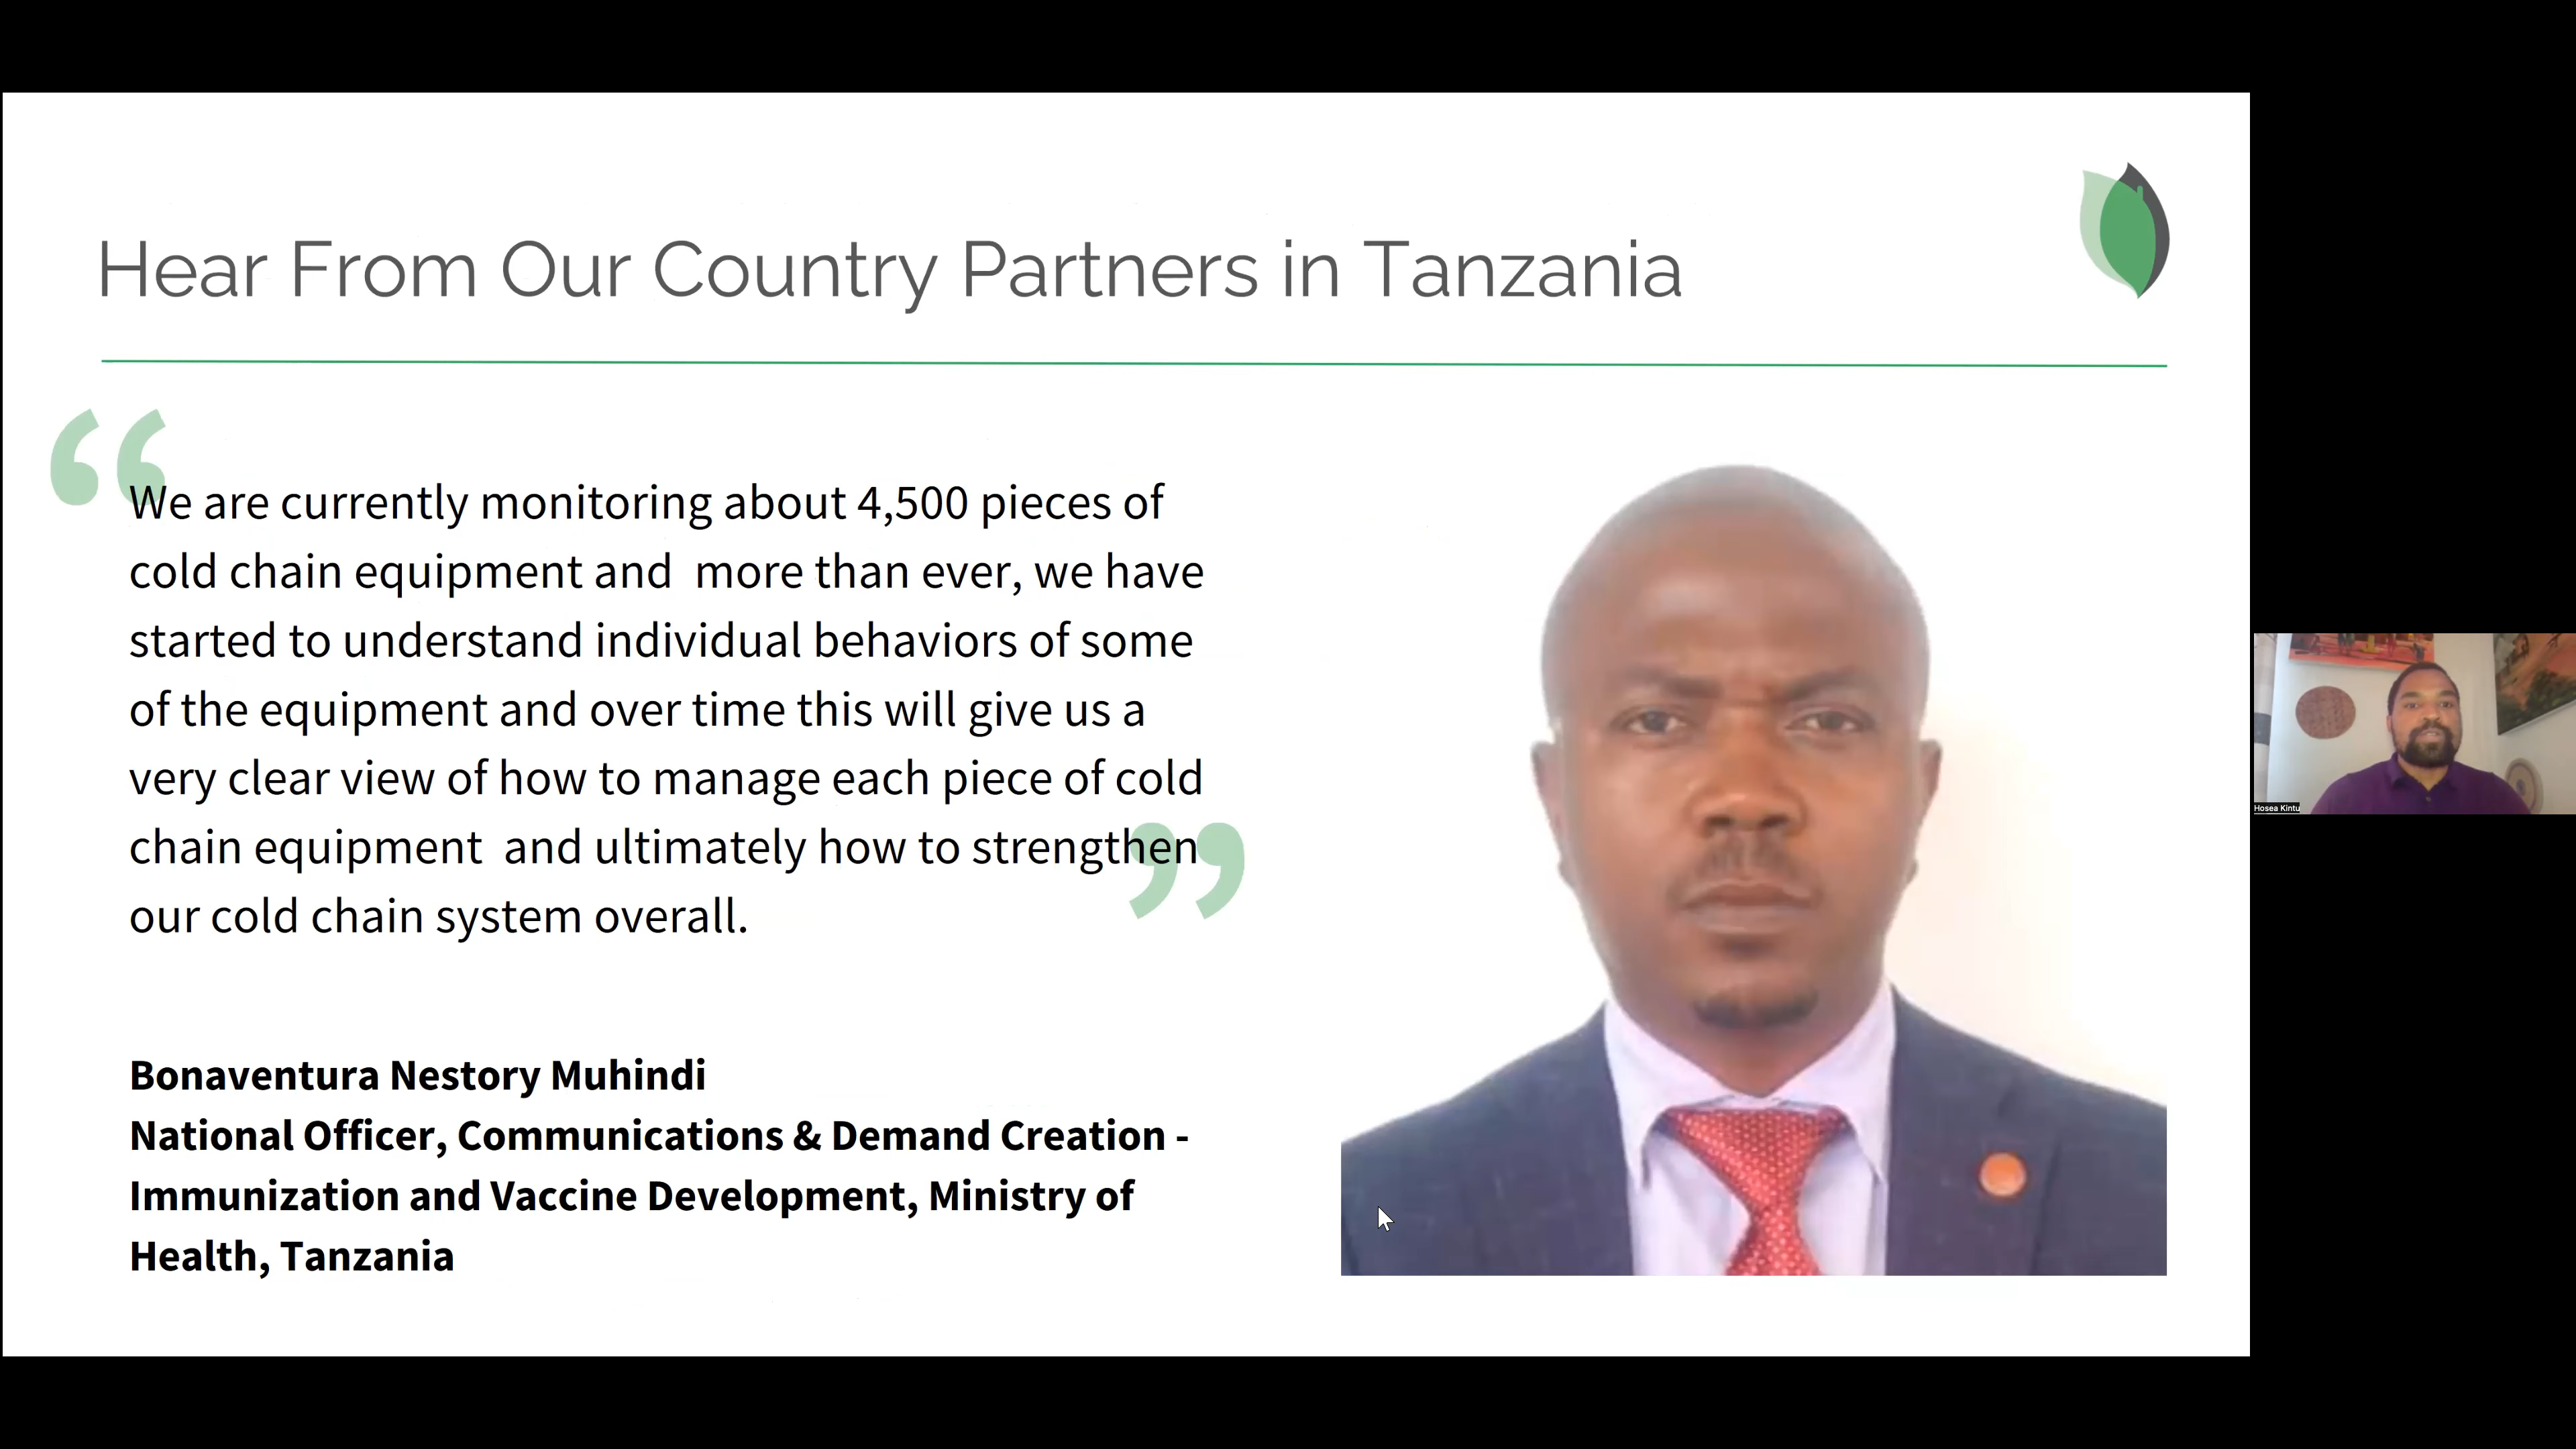 Hear From Our Country Partners in Tanzania
“
We are currently monitoring about 4,500 pieces of
cold chain equipment and  more than ever, we have
started to understand individual behaviors of some
of the equipment and over time this will give us a
very clear view of how to manage each piece of cold
chain equipment  and ultimately how to strengthen
our cold chain system overall.
”
Bonaventura Nestory Muhindi
National Officer, Communications & Demand Creation -
Immunization and Vaccine Development, Ministry of
Health, Tanzania
Hosea Kintu